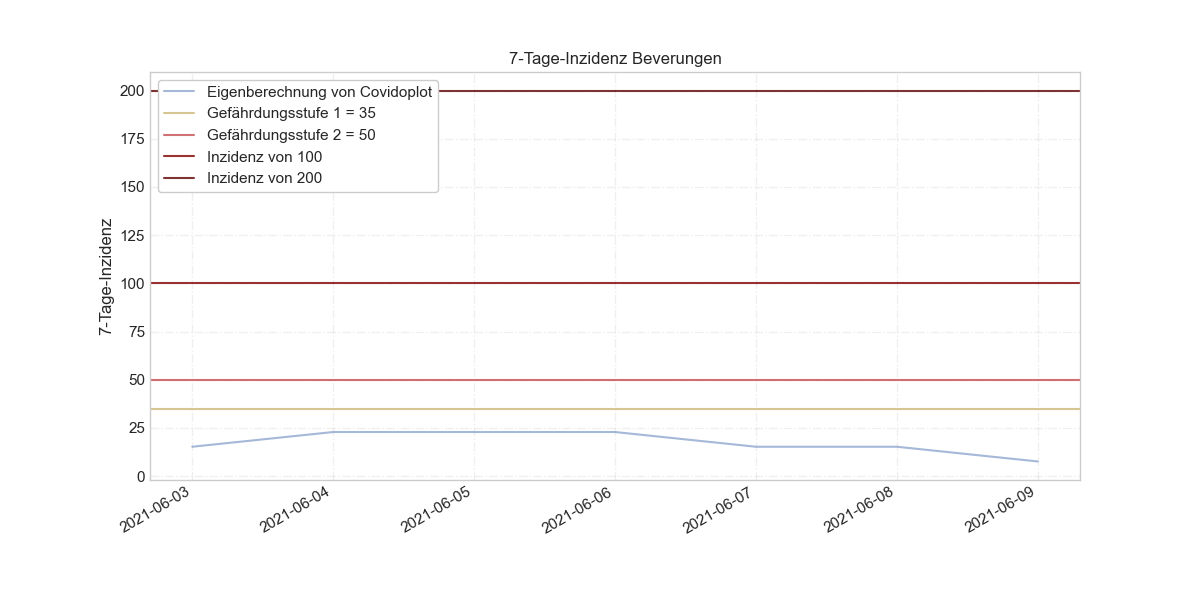 7-Tage-Inzidenz Beverungen
Eigenberechnung von Covidoplot
Gefährdungsstufe 1 = 35
Gefährdungsstufe 2 = 50
Inzidenz von 100
Inzidenz von 200
7-Tage-Inzidenz
200
175
150
125
100
75
50
25
0
2021-06-03
2021-06-04
2021-06-05
2021-06-06
2021-06-07
2021-06-08
2021-06-09